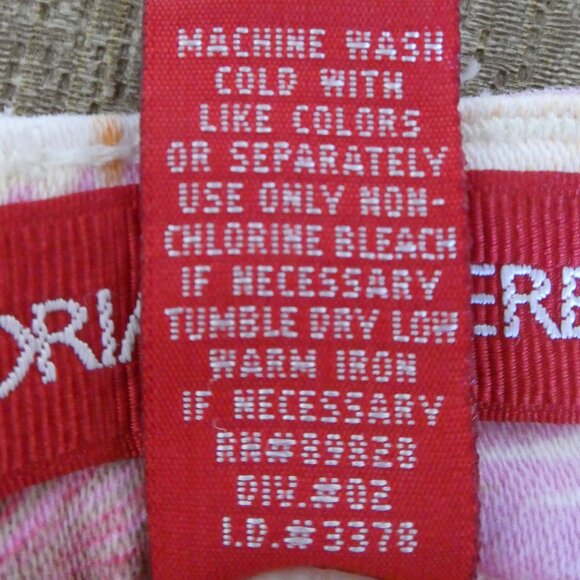 MACHINE WASH
COLD WITH
LIKE COLORS
OR SEPARATELY
USE ONLY NON-
CHLORINE BLEACH
IF NECESSARY
TUMBLE DRY LOW
WARM IRON
IF NECESSARY
RN#89328
DIV.#02
I.D.#3378